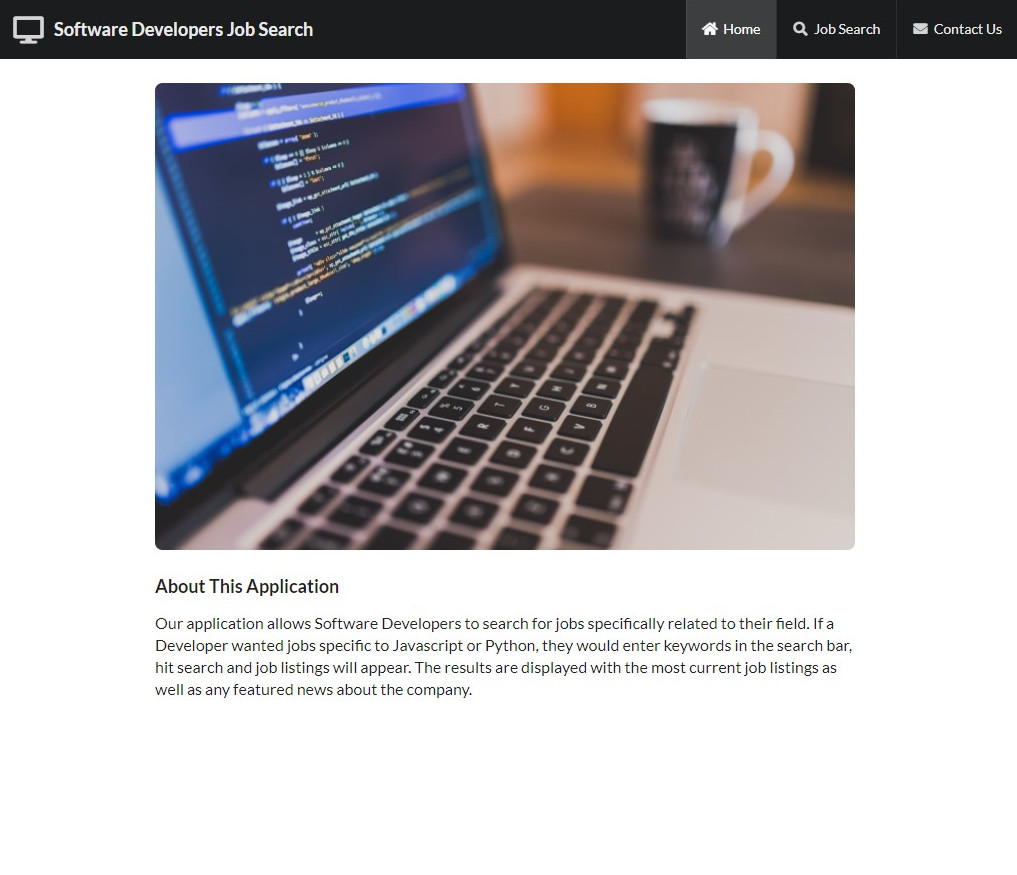 Software Developers Job Search
Home
Job Search
Contact Us
About This Application
Our application allows Software Developers to search for jobs specifically related to their field. If a
Developer wanted jobs specific to Javascript or Python, they would enter keywords in the search bar,
hit search and job listings will appear. The results are displayed with the most current job listings as
well as any featured news about the company.